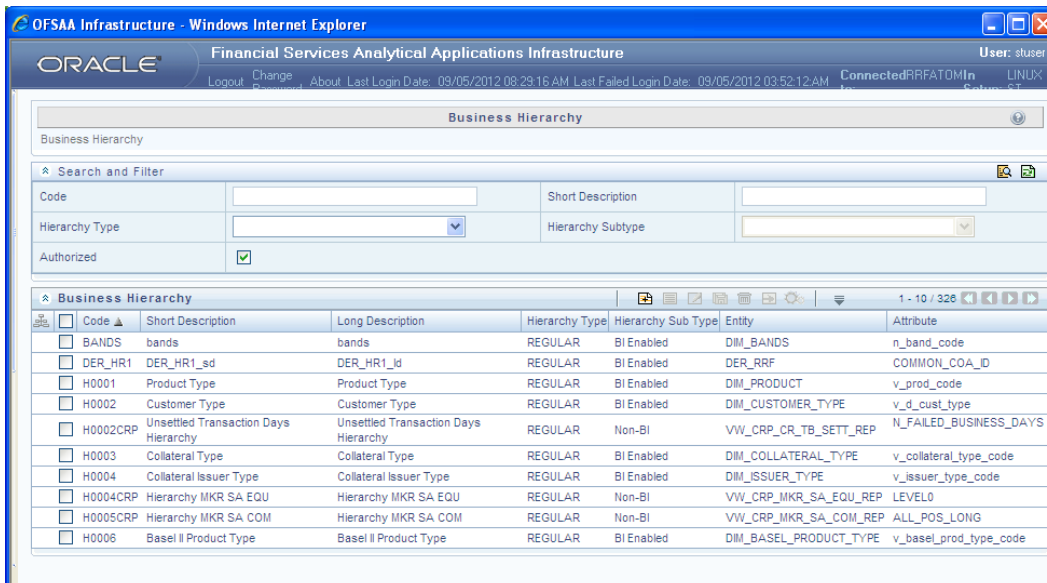 OFSAA Infrastructure - Windows Internet Explorer
ORACLE
Financial Services Analytical Applications Infrastructure
User: stuser
Logout Change About Last Login Date: 09/05/2012 08:29:16 AM Last Failed Login Date: 09/05/2012 03:52:12:AM Connected RRFATOM In LINUX
Business Hierarchy
Business Hierarchy
Search and Filter
Code Short Description
Hierarchy Type Hierarchy Subtype
Authorized
Business Hierarchy 1 - 10 / 326
Code Short Description Long Description Hierarchy Type Hierarchy Sub Type Entity Attribute
BANDS bands bands REGULAR BI Enabled DIM_BANDS n_band_code
DER_HR1 DER_HR1_sd DER_HR1_ld REGULAR BI Enabled DER_RRF COMMON_COA_ID
H0001 Product Type Product Type REGULAR BI Enabled DIM_PRODUCT v_prod_code
H0002 Customer Type Customer Type REGULAR BI Enabled DIM_CUSTOMER_TYPE v_d_cust_type
H0002CRP Unsettled Transaction Days Hierarchy Unsettled Transaction Days Hierarchy REGULAR Non-BI VW_CRP_CR_TB_SETT_REP N_FAILED_BUSINESS_DAYS
H0003 Collateral Type Collateral Type REGULAR BI Enabled DIM_COLLATERAL_TYPE v_collateral_type_code
H0004 Collateral Issuer Type Collateral Issuer Type REGULAR BI Enabled DIM_ISSUER_TYPE v_issuer_type_code
H0004CRP Hierarchy MKR SA EQU Hierarchy MKR SA EQU REGULAR Non-BI VW_CRP_MKR_SA_EQU_REP LEVEL0
H0005CRP Hierarchy MKR SA COM Hierarchy MKR SA COM REGULAR Non-BI VW_CRP_MKR_SA_COM_REP ALL_POS_LONG
H0006 Basel II Product Type Basel II Product Type REGULAR BI Enabled DIM_BASEL_PRODUCT_TYPE v_basel_prod_type_code